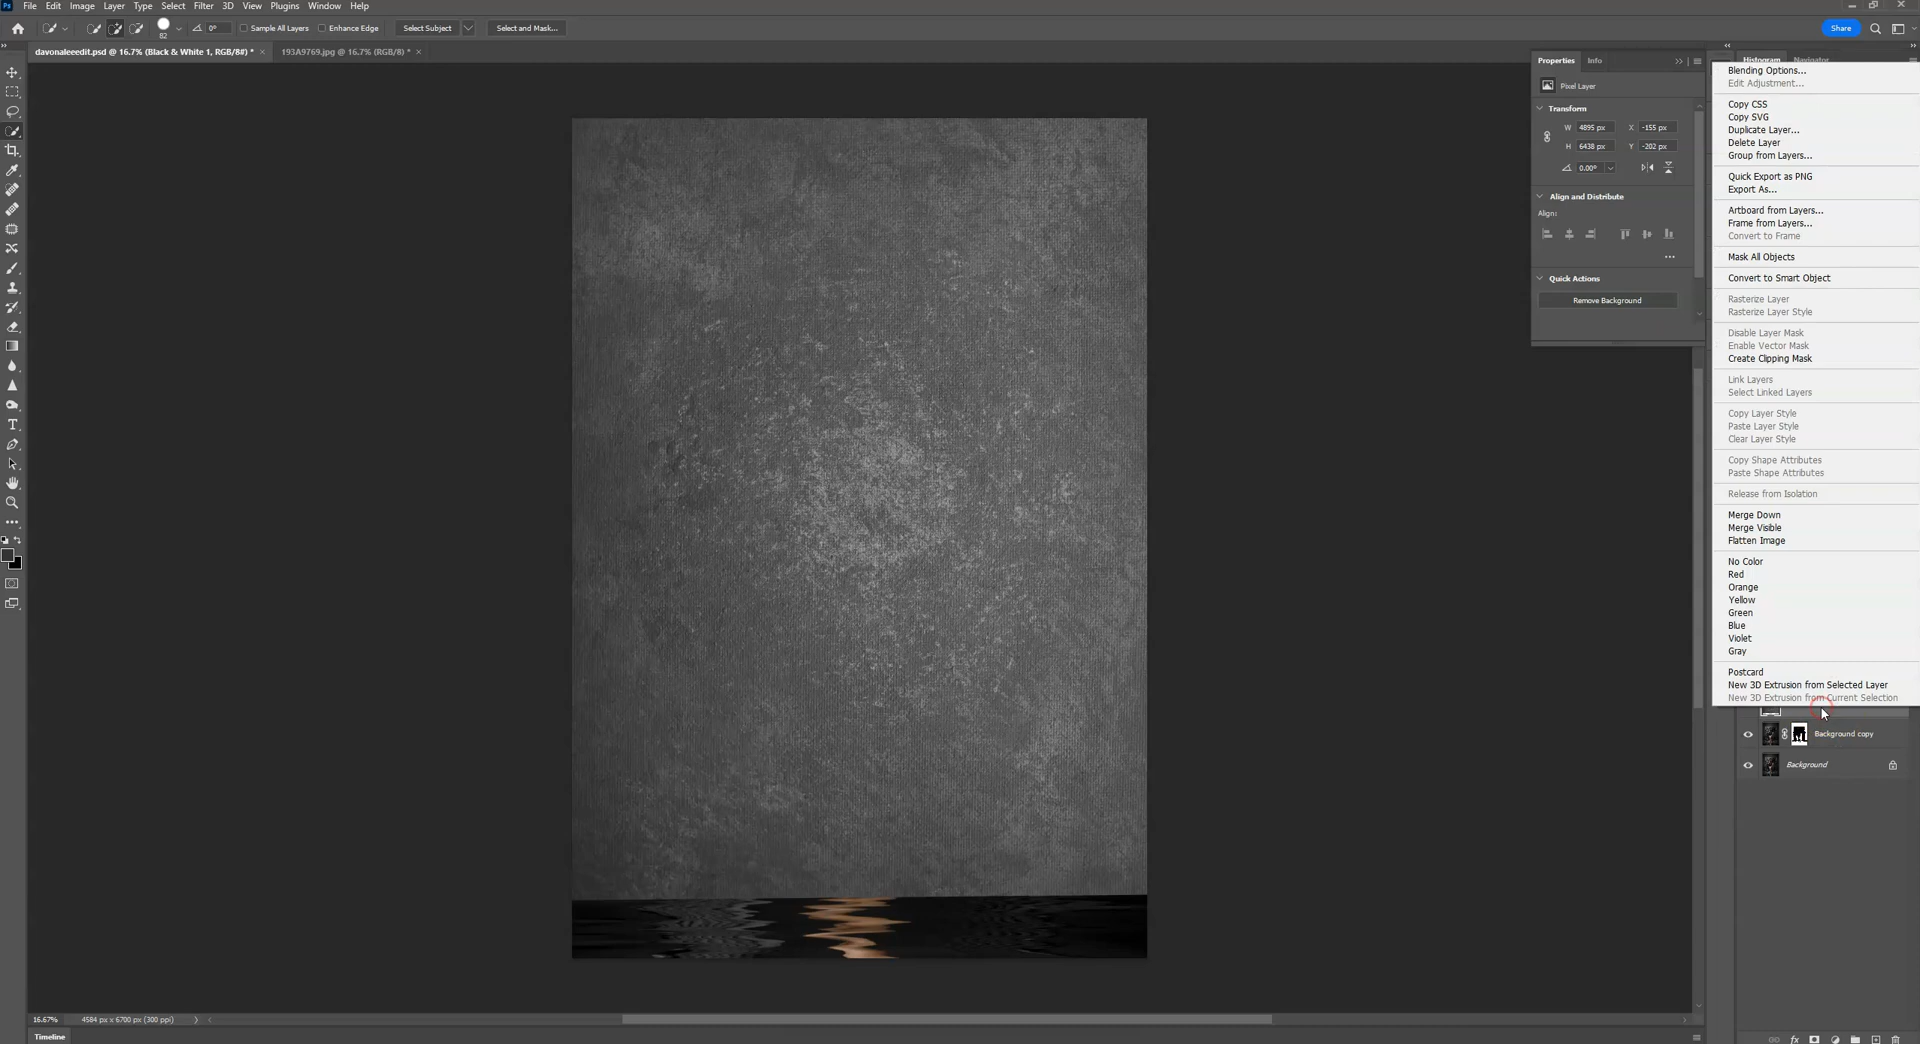 File Edit Image Layer Type Select Filter 3D View Plugins Window Help
82 0° Sample All Layers Enhance Edge Select Subject Select and Mask... Share
davonaleeedit.psd @ 16.7% (Black & White 1, RGB/8#) * × 193A9769.jpg @ 16.7% (RGB/8) * ×
Properties Info
Pixel Layer
Transform
W 4895 px X -155 px
H 6438 px Y -202 px
0.00°
Align and Distribute
Align:
Quick Actions
Remove Background
Histogram Navigator
Blending Options...
Edit Adjustment...
Copy CSS
Copy SVG
Duplicate Layer...
Delete Layer
Group from Layers...
Quick Export as PNG
Export As...
Artboard from Layers...
Frame from Layers...
Convert to Frame
Mask All Objects
Convert to Smart Object
Rasterize Layer
Rasterize Layer Style
Disable Layer Mask
Enable Vector Mask
Create Clipping Mask
Link Layers
Select Linked Layers
Copy Layer Style
Paste Layer Style
Clear Layer Style
Copy Shape Attributes
Paste Shape Attributes
Release from Isolation
Merge Down
Merge Visible
Flatten Image
No Color
Red
Orange
Yellow
Green
Blue
Violet
Gray
Postcard
New 3D Extrusion from Selected Layer
New 3D Extrusion from Current Selection
Background copy
Background
16.67% 4584 px x 6700 px (300 ppi)
Timeline